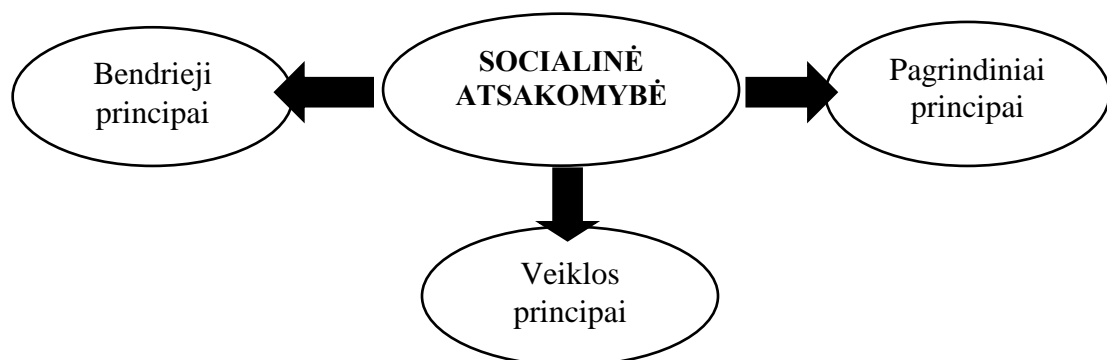 Bendrieji
principai
SOCIALINĖ
ATSAKOMYBĖ
Pagrindiniai
principai
Veiklos
principai